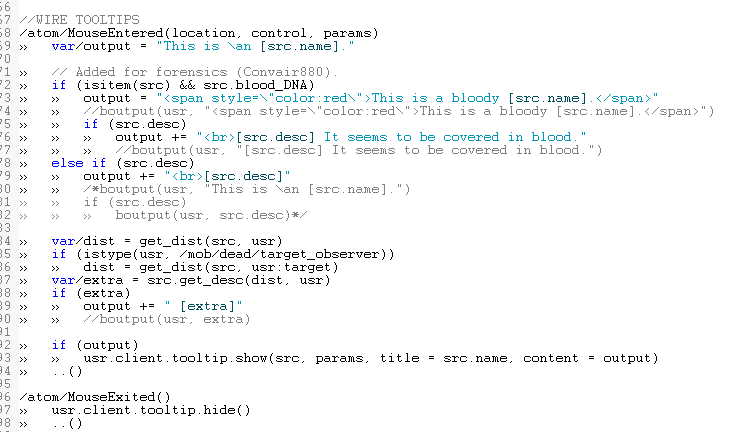 66
67 //WIRE TOOLTIPS
68 /atom/MouseEntered(location, control, params)
69 » var/output = "This is \an [src.name]."
70
71 » // Added for forensics (Convair880).
72 » if (isitem(src) && src.blood_DNA)
73 » » output = "<span style=\"color:red\">This is a bloody [src.name].</span>"
74 » » //boutput(usr, "<span style=\"color:red\">This is a bloody [src.name].</span>")
75 » » if (src.desc)
76 » » » output += "<br>[src.desc] It seems to be covered in blood."
77 » » » //boutput(usr, "[src.desc] It seems to be covered in blood.")
78 » else if (src.desc)
79 » » output += "<br>[src.desc]"
80 » » /*boutput(usr, "This is \an [src.name].")
81 » » if (src.desc)
82 » » » boutput(usr, src.desc)*/
83
84 » var/dist = get_dist(src, usr)
85 » if (istype(usr, /mob/dead/target_observer))
86 » » dist = get_dist(src, usr:target)
87 » var/extra = src.get_desc(dist, usr)
88 » if (extra)
89 » » output += " [extra]"
90 » » //boutput(usr, extra)
91
92 » if (output)
93 » » usr.client.tooltip.show(src, params, title = src.name, content = output)
94 » ..()
95
96 /atom/MouseExited()
97 » usr.client.tooltip.hide()
98 » ..()